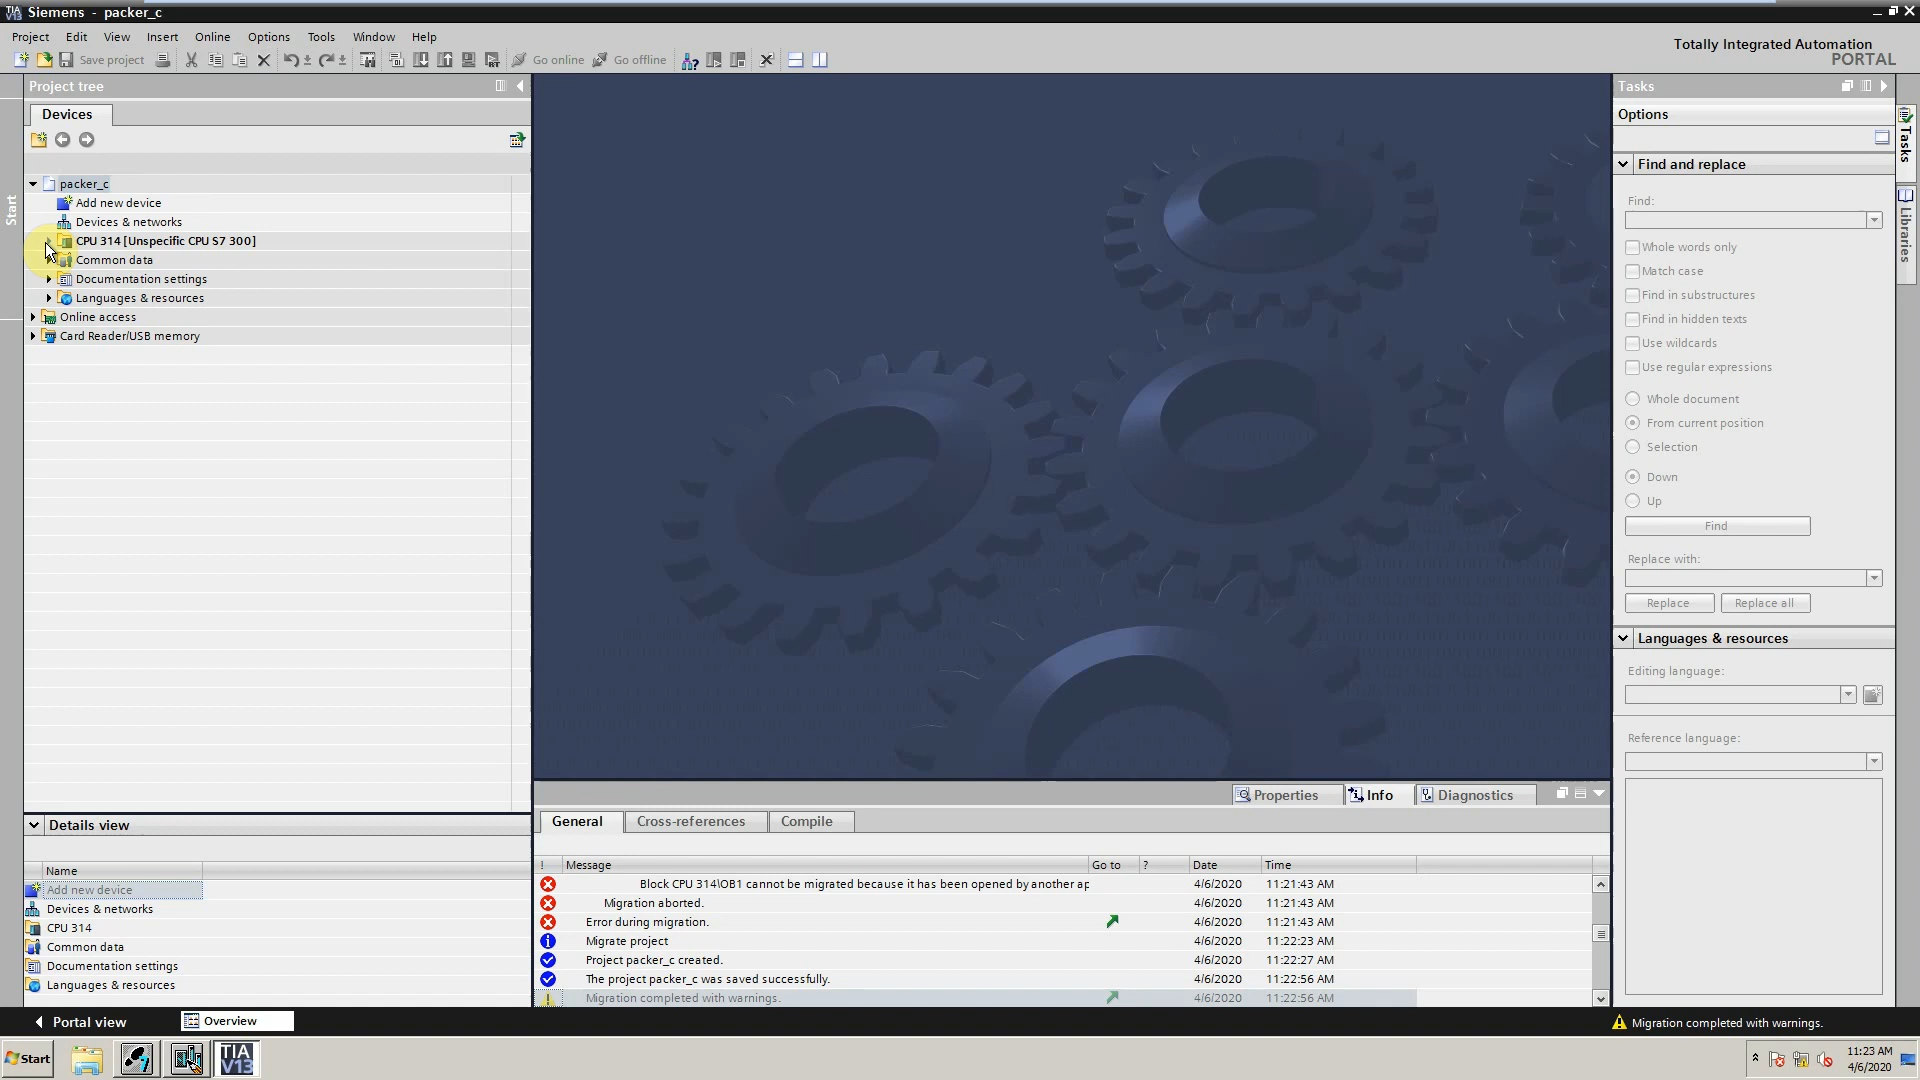 Siemens - packer_c
Project Edit View Insert Online Options Tools Window Help
Totally Integrated Automation
PORTAL
Save project
Go online
Go offline
Project tree
Devices
Start
packer_c
Add new device
Devices & networks
CPU 314 [Unspecific CPU S7 300]
Common data
Documentation settings
Languages & resources
Online access
Card Reader/USB memory
Details view
Name
Add new device
Devices & networks
CPU 314
Common data
Documentation settings
Languages & resources
Properties
Info
Diagnostics
General
Cross-references
Compile
! Message Go to ? Date Time
Block CPU 314\OB1 cannot be migrated because it has been opened by another ap 4/6/2020 11:21:43 AM
Migration aborted. 4/6/2020 11:21:43 AM
Error during migration. 4/6/2020 11:21:43 AM
Migrate project 4/6/2020 11:22:23 AM
Project packer_c created. 4/6/2020 11:22:27 AM
The project packer_c was saved successfully. 4/6/2020 11:22:56 AM
Migration completed with warnings. 4/6/2020 11:22:56 AM
Tasks
Options
Find and replace
Find:
Whole words only
Match case
Find in substructures
Find in hidden texts
Use wildcards
Use regular expressions
Whole document
From current position
Selection
Down
Up
Find
Replace with:
Replace
Replace all
Languages & resources
Editing language:
Reference language:
Tasks
Libraries
Portal view
Overview
Migration completed with warnings.
Start
TIA
V13
11:23 AM
4/6/2020